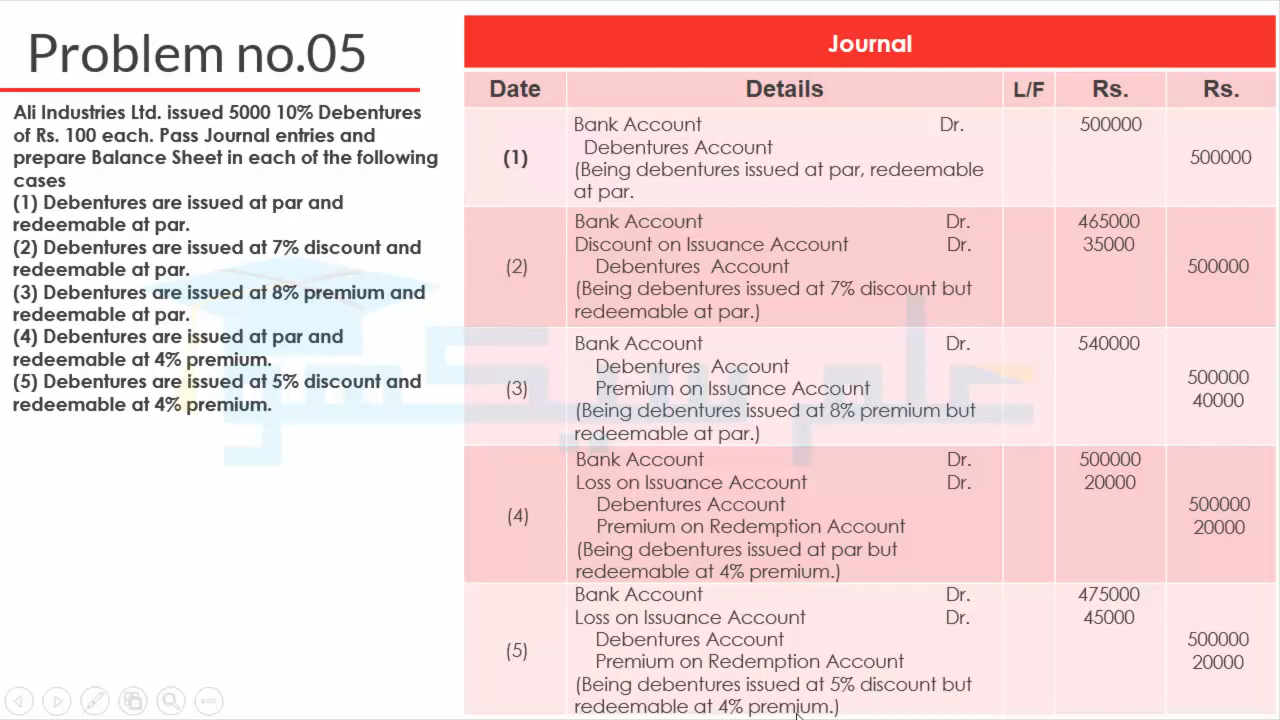 Problem no.05
Ali Industries Ltd. issued 5000 10% Debentures
of Rs. 100 each. Pass Journal entries and
prepare Balance Sheet in each of the following
cases
(1) Debentures are issued at par and
redeemable at par.
(2) Debentures are issued at 7% discount and
redeemable at par.
(3) Debentures are issued at 8% premium and
redeemable at par.
(4) Debentures are issued at par and
redeemable at 4% premium.
(5) Debentures are issued at 5% discount and
redeemable at 4% premium.
Journal
Date Details L/F Rs. Rs.
(1)
Bank Account Dr. 500000
Debentures Account 500000
(Being debentures issued at par, redeemable
at par.
(2)
Bank Account Dr. 465000
Discount on Issuance Account Dr. 35000
Debentures Account 500000
(Being debentures issued at 7% discount but
redeemable at par.)
(3)
Bank Account Dr. 540000
Debentures Account 500000
Premium on Issuance Account 40000
(Being debentures issued at 8% premium but
redeemable at par.)
(4)
Bank Account Dr. 500000
Loss on Issuance Account Dr. 20000
Debentures Account 500000
Premium on Redemption Account 20000
(Being debentures issued at par but
redeemable at 4% premium.)
(5)
Bank Account Dr. 475000
Loss on Issuance Account Dr. 45000
Debentures Account 500000
Premium on Redemption Account 20000
(Being debentures issued at 5% discount but
redeemable at 4% premium.)